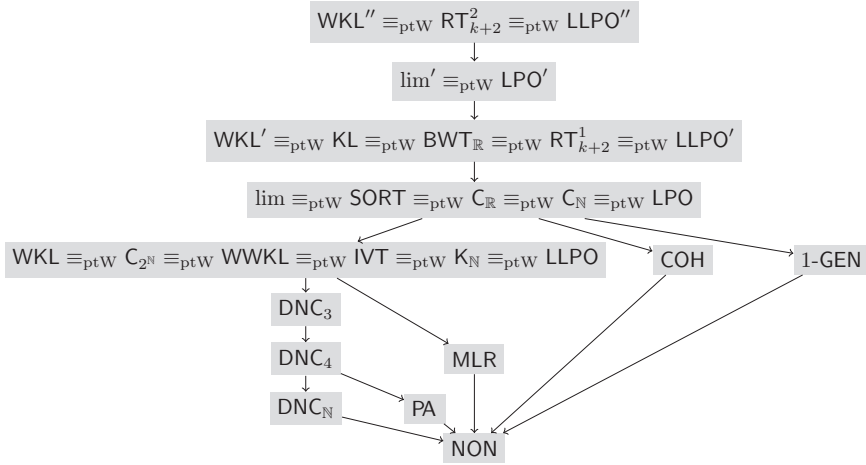 WKL′′ ≡ptW RT²ₖ₊₂ ≡ptW LLPO′′
lim′ ≡ptW LPO′
WKL′ ≡ptW KL ≡ptW BWTℝ ≡ptW RT¹ₖ₊₂ ≡ptW LLPO′
lim ≡ptW SORT ≡ptW Cℝ ≡ptW Cℕ ≡ptW LPO
WKL ≡ptW C₂ℕ ≡ptW WWKL ≡ptW IVT ≡ptW Kℕ ≡ptW LLPO
COH
1-GEN
DNC₃
DNC₄
MLR
DNCℕ
PA
NON